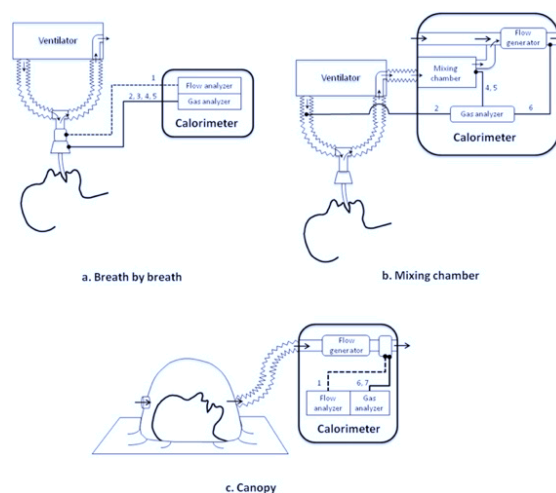 Ventilator
1
2, 3, 4, 5
Flow analyzer
Gas analyzer
Calorimeter
a. Breath by breath
Ventilator
Mixing
chamber
Flow
generator
4, 5
2
6
Gas analyzer
Calorimeter
b. Mixing chamber
Flow
generator
1
6, 7
Flow
analyzer
Gas
analyzer
Calorimeter
c. Canopy